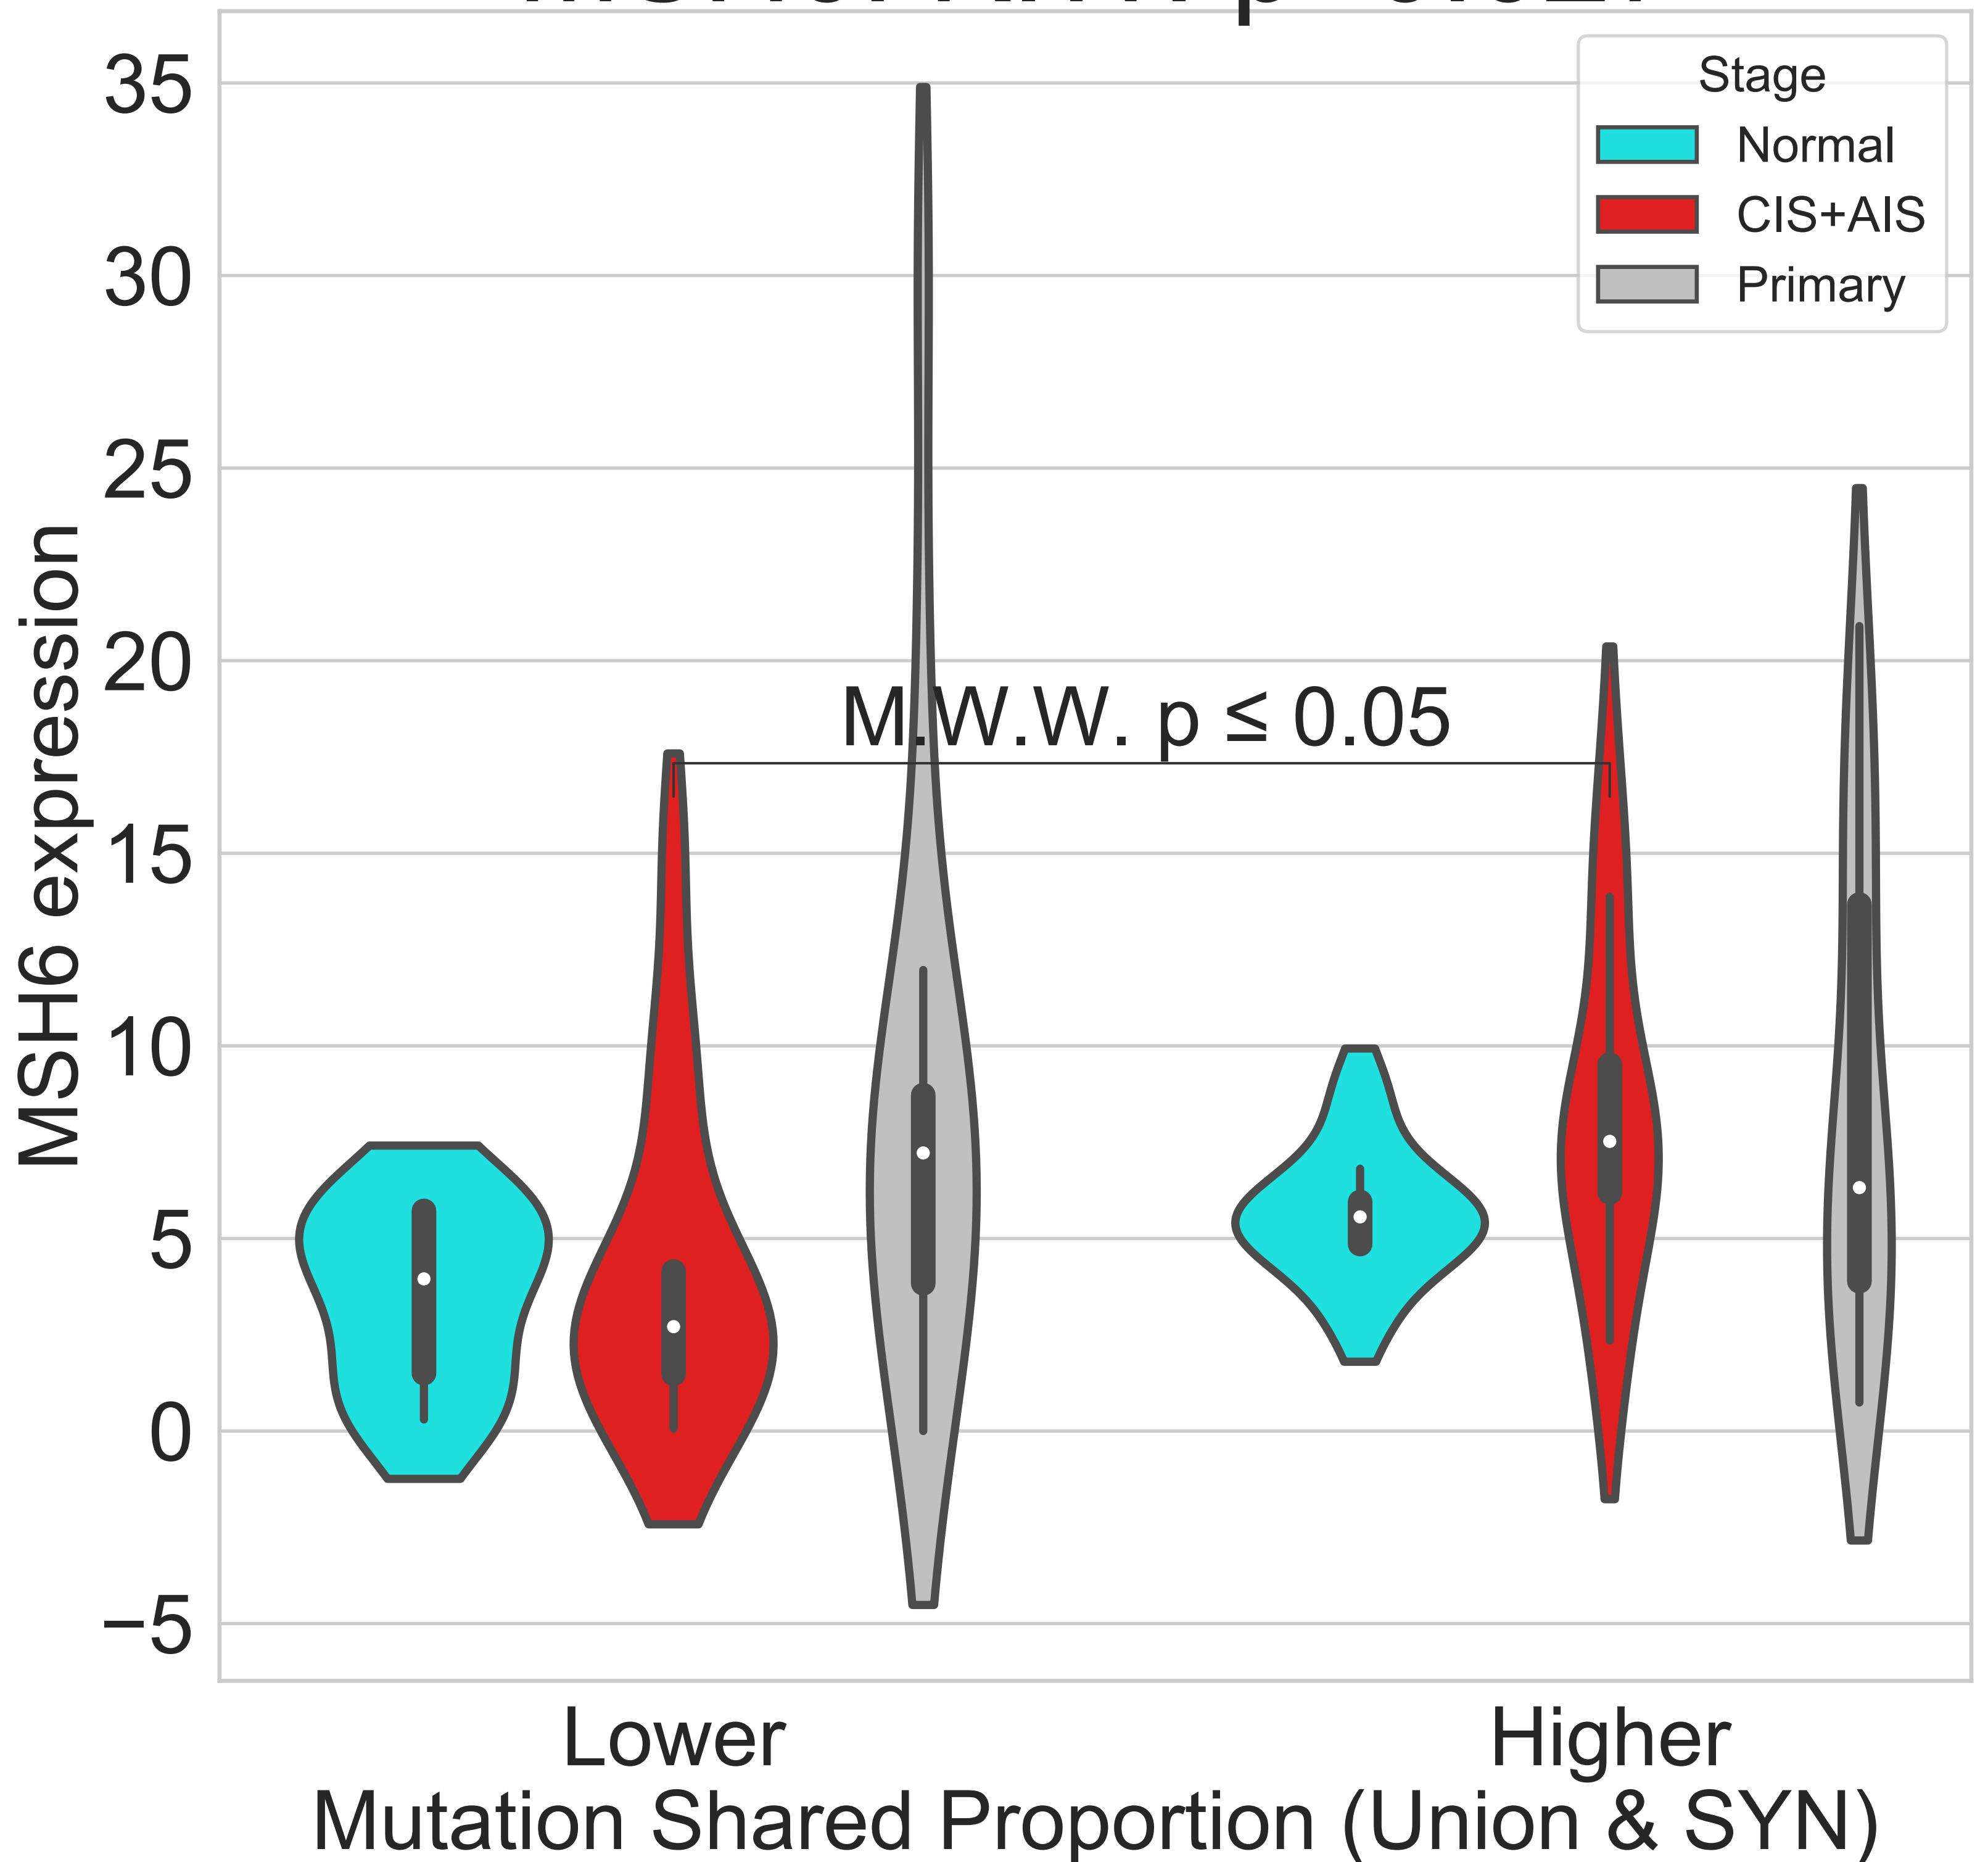 35
30
25
20
15
10
5
0
−5
MSH6 expression
Stage
Normal
CIS+AIS
Primary
M.W.W. p ≤ 0.05
Lower
Higher
Mutation Shared Proportion (Union & SYN)